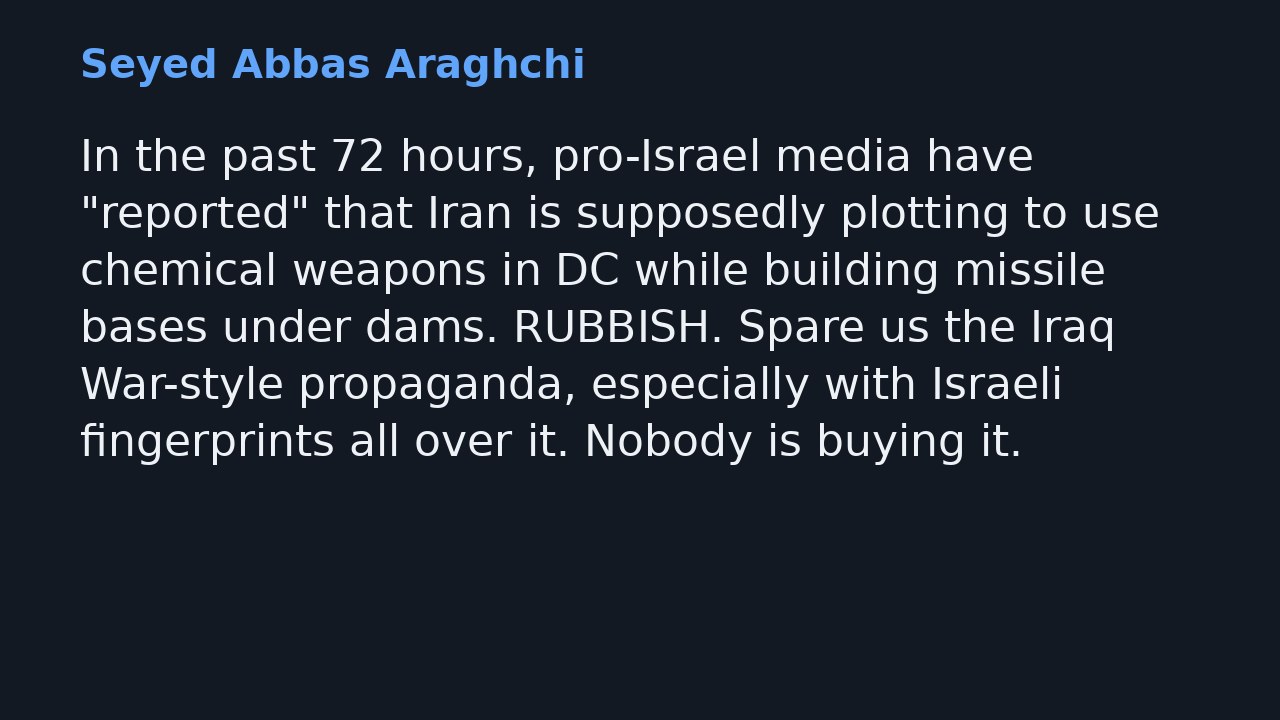 Seyed Abbas Araghchi
In the past 72 hours, pro-Israel media have
"reported" that Iran is supposedly plotting to use
chemical weapons in DC while building missile
bases under dams. RUBBISH. Spare us the Iraq
War-style propaganda, especially with Israeli
fingerprints all over it. Nobody is buying it.